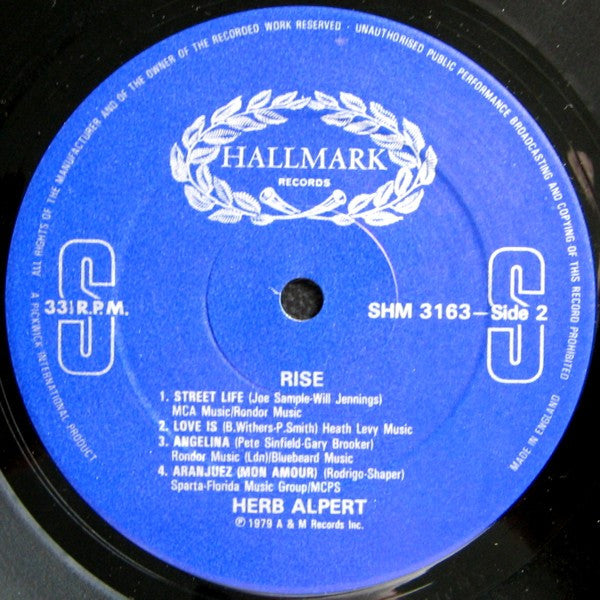 ALL RIGHTS OF THE MANUFACTURER AND OF THE OWNER OF THE RECORDED WORK RESERVED · UNAUTHORISED PUBLIC PERFORMANCE BROADCASTING AND COPYING OF THIS RECORD PROHIBITED
HALLMARK
RECORDS
S
S
33⅓ R.P.M.
SHM 3163-Side 2
A PICKWICK INTERNATIONAL PRODUCT
MADE IN ENGLAND
RISE
1. STREET LIFE (Joe Sample-Will Jennings)
MCA Music/Rondor Music
2. LOVE IS (B.Withers-P.Smith) Heath Levy Music
3. ANGELINA (Pete Sinfield-Gary Brooker)
Rondor Music (Ldn)/Bluebeard Music
4. ARANJUEZ (MON AMOUR) (Rodrigo-Shaper)
Sparta-Florida Music Group/MCPS
HERB ALPERT
℗ 1979 A & M Records Inc.